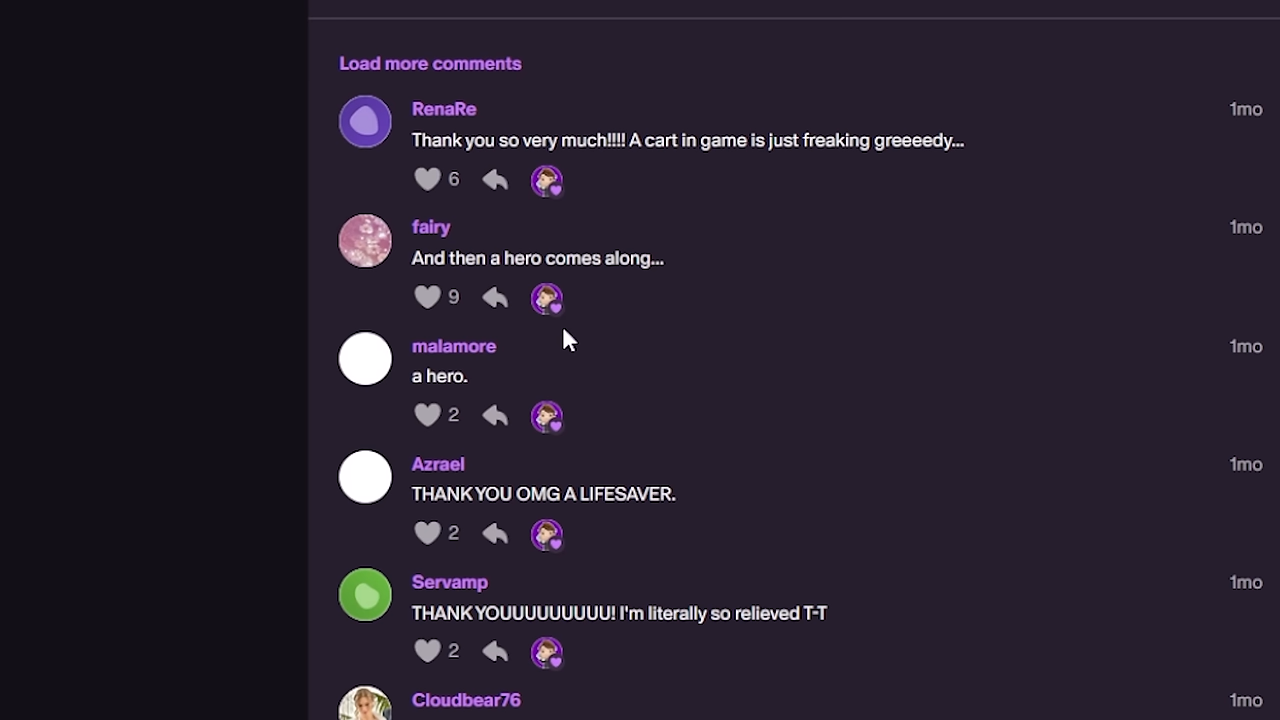 Load more comments
RenaRe 1mo
Thank you so very much!!!! A cart in game is just freaking greeeedy...
6
fairy 1mo
And then a hero comes along...
9
malamore 1mo
a hero.
2
Azrael 1mo
THANK YOU OMG A LIFESAVER.
2
Servamp 1mo
THANK YOUUUUUUUUU! I'm literally so relieved T-T
2
Cloudbear76 1mo